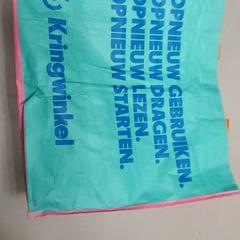 OPNIEUW GEBRUIKEN.
OPNIEUW DRAGEN.
OPNIEUW LEZEN.
OPNIEUW STARTEN.
Kringwinkel